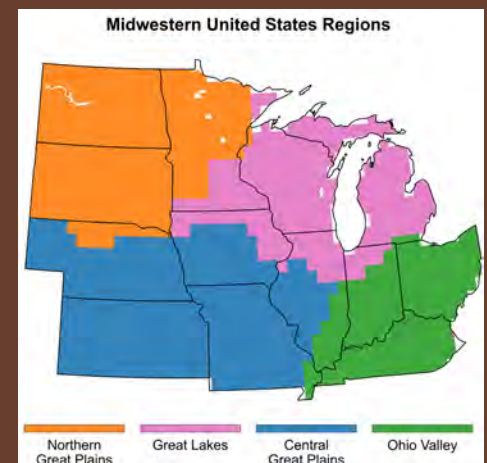 Midwestern United States Regions
Northern
Great Plains
Great Lakes
Central
Great Plains
Ohio Valley